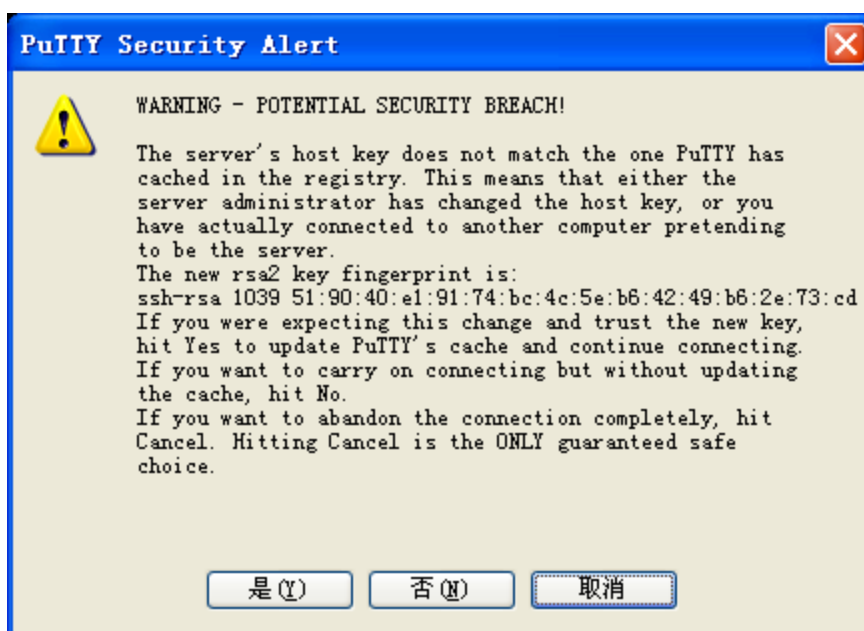 PuTTY Security Alert
WARNING - POTENTIAL SECURITY BREACH!
The server's host key does not match the one PuTTY has
cached in the registry. This means that either the
server administrator has changed the host key, or you
have actually connected to another computer pretending
to be the server.
The new rsa2 key fingerprint is:
ssh-rsa 1039 51:90:40:e1:91:74:bc:4c:5e:b6:42:49:b6:2e:73:cd
If you were expecting this change and trust the new key,
hit Yes to update PuTTY's cache and continue connecting.
If you want to carry on connecting but without updating
the cache, hit No.
If you want to abandon the connection completely, hit
Cancel. Hitting Cancel is the ONLY guaranteed safe
choice.
是(Y) 否(N) 取消